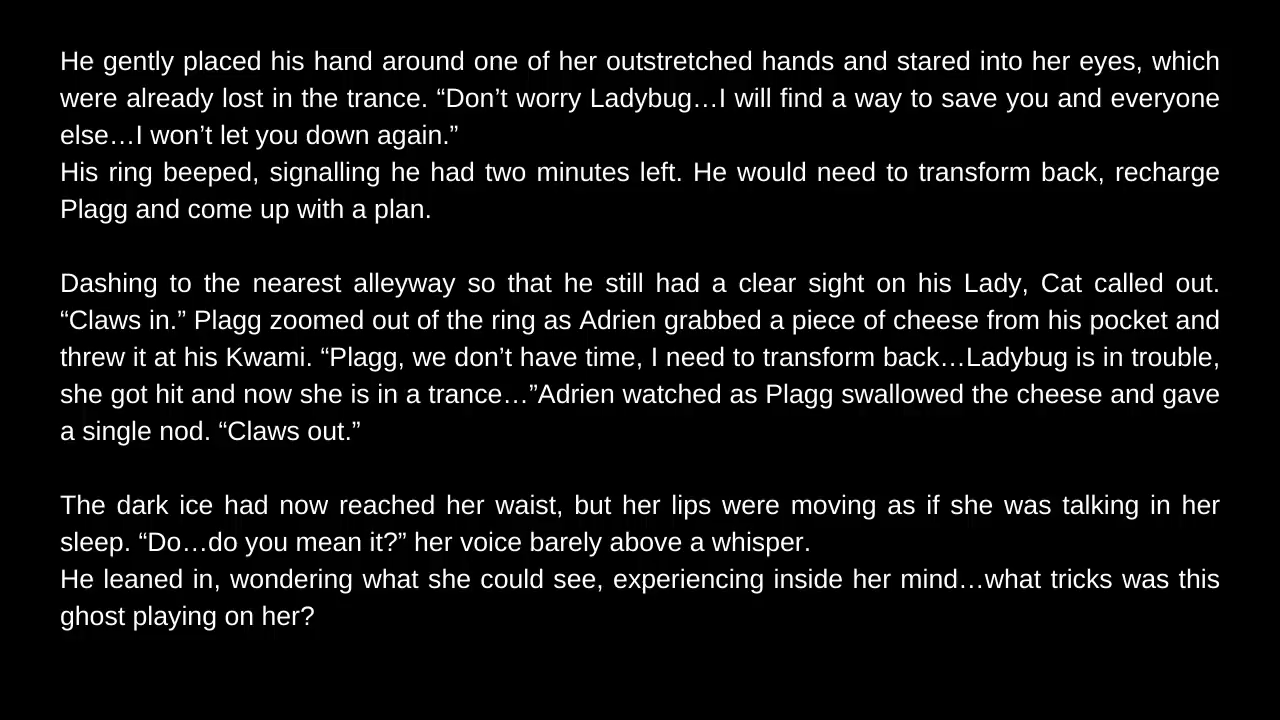 He gently placed his hand around one of her outstretched hands and stared into her eyes, which
were already lost in the trance. “Don’t worry Ladybug…I will find a way to save you and everyone
else…I won’t let you down again.”
His ring beeped, signalling he had two minutes left. He would need to transform back, recharge
Plagg and come up with a plan.
Dashing to the nearest alleyway so that he still had a clear sight on his Lady, Cat called out.
“Claws in.” Plagg zoomed out of the ring as Adrien grabbed a piece of cheese from his pocket and
threw it at his Kwami. “Plagg, we don’t have time, I need to transform back…Ladybug is in trouble,
she got hit and now she is in a trance…”Adrien watched as Plagg swallowed the cheese and gave
a single nod. “Claws out.”
The dark ice had now reached her waist, but her lips were moving as if she was talking in her
sleep. “Do…do you mean it?” her voice barely above a whisper.
He leaned in, wondering what she could see, experiencing inside her mind…what tricks was this
ghost playing on her?